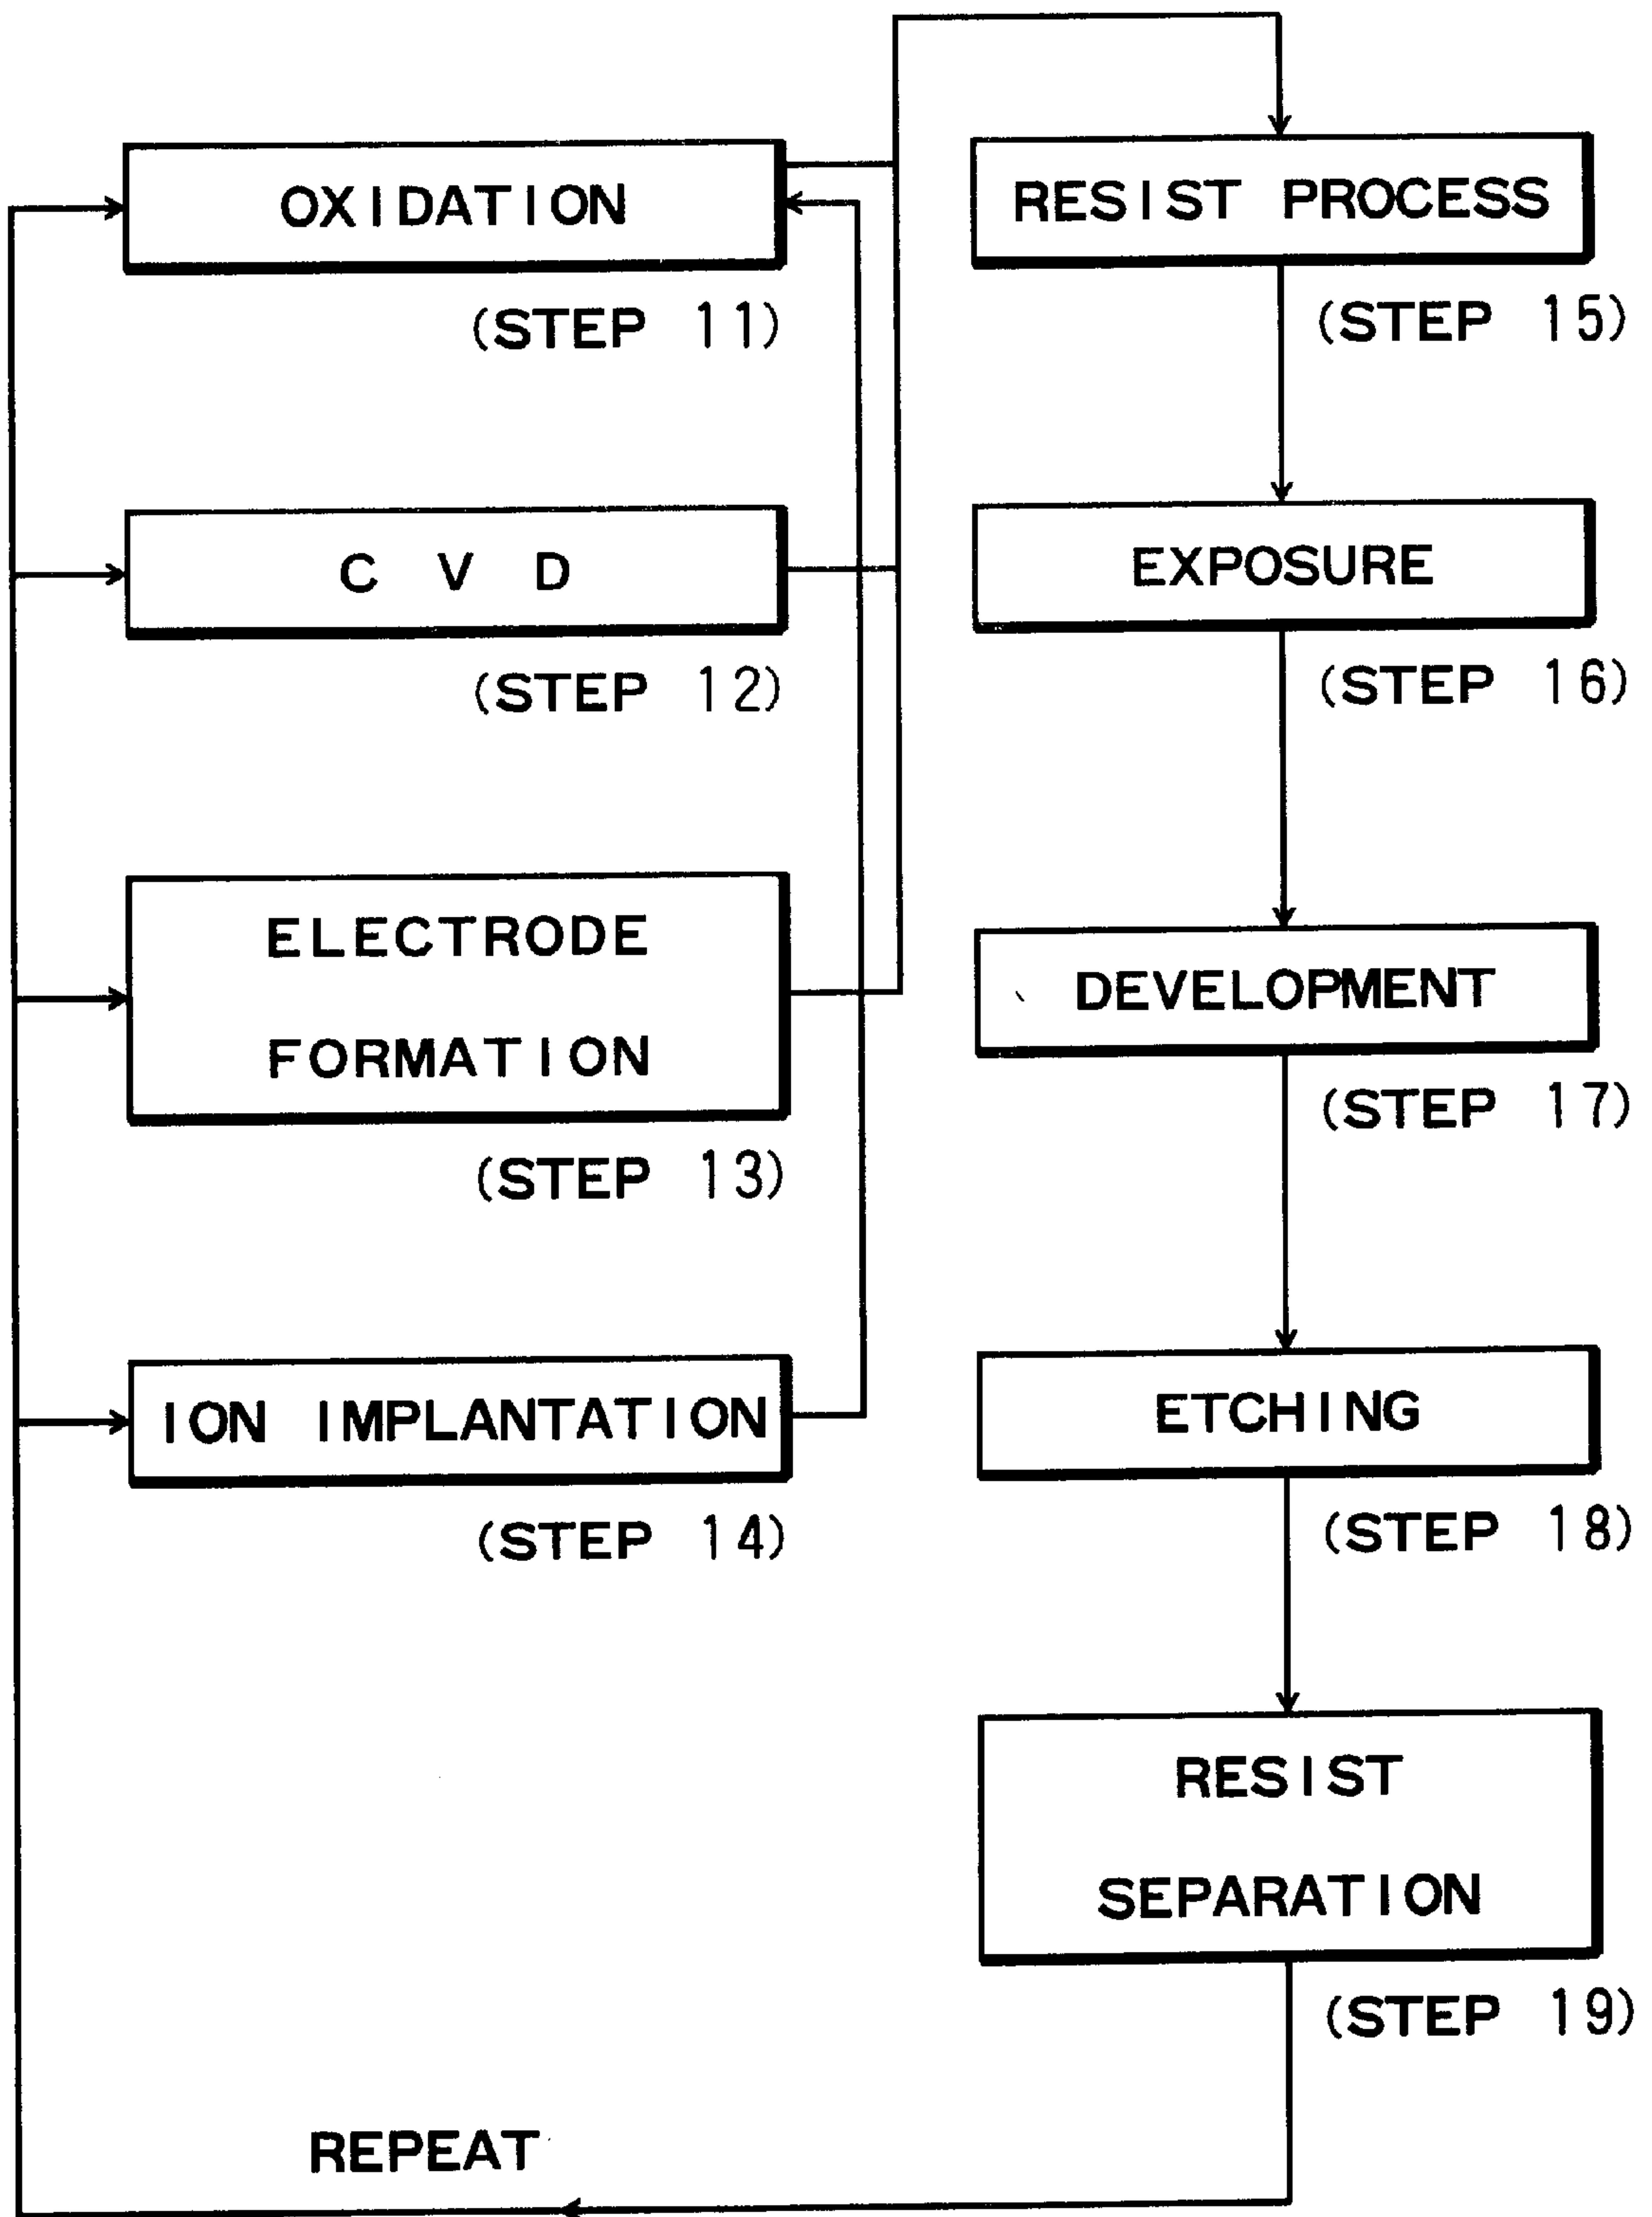 OXIDATION
(STEP 11)
C V D
(STEP 12)
ELECTRODE
FORMATION
(STEP 13)
ION IMPLANTATION
(STEP 14)
RESIST PROCESS
(STEP 15)
EXPOSURE
(STEP 16)
DEVELOPMENT
(STEP 17)
ETCHING
(STEP 18)
RESIST
SEPARATION
(STEP 19)
REPEAT